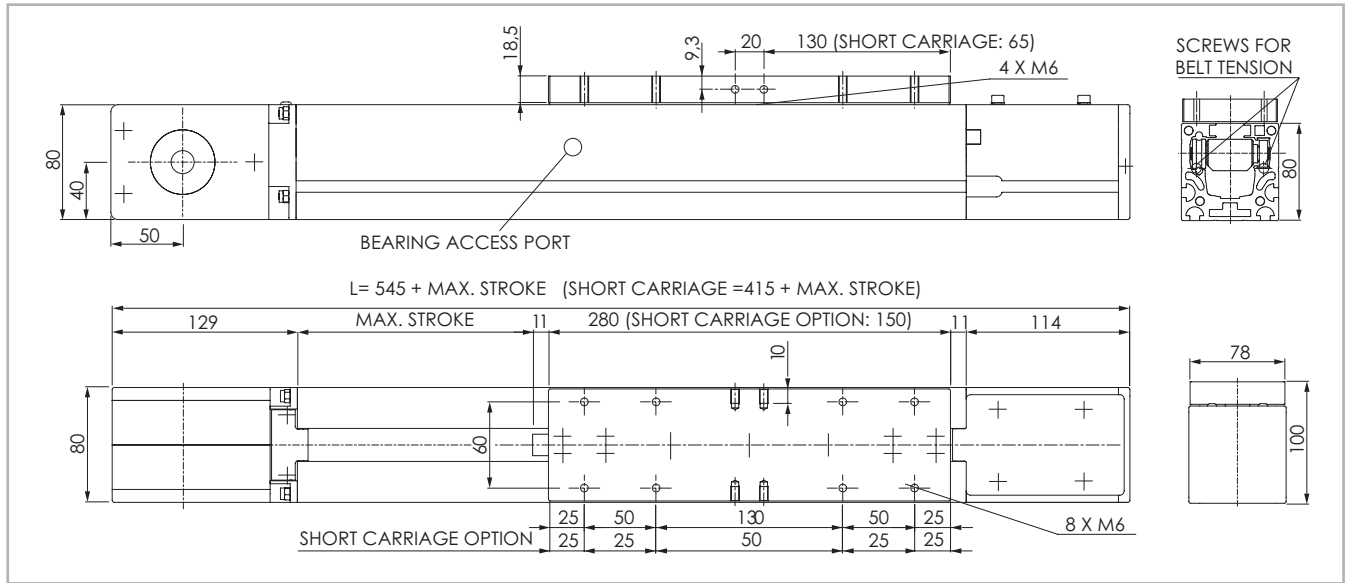 18,5
9,3
20
130 (SHORT CARRIAGE: 65)
4 X M6
SCREWS FOR
BELT TENSION
80
40
50
BEARING ACCESS PORT
80
L= 545 + MAX. STROKE (SHORT CARRIAGE =415 + MAX. STROKE)
129
MAX. STROKE
11
280 (SHORT CARRIAGE OPTION: 150)
11
114
10
78
80
60
100
25
50
130
50
25
8 X M6
SHORT CARRIAGE OPTION
25
25
50
25
25